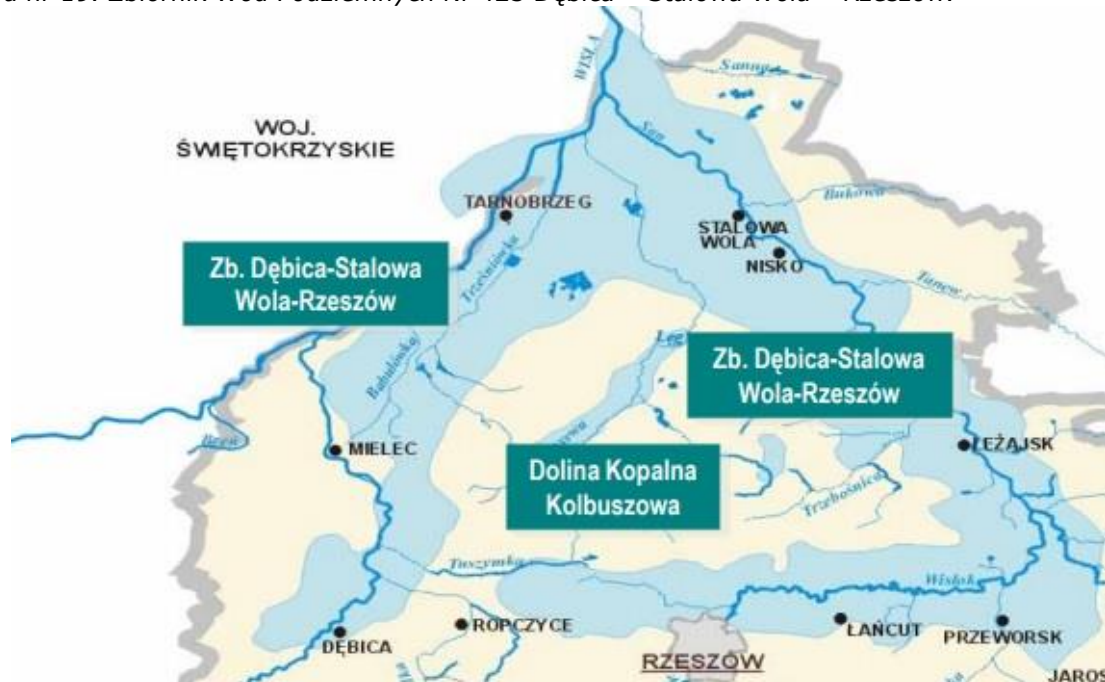 WISŁA
Sanna
WOJ.
ŚWIĘTOKRZYSKIE
San
TARNOBRZEG
Bukowa
STALOWA
WOLA
NISKO
Trześniówka
Zb. Dębica-Stalowa
Wola-Rzeszów
Tanew
Łęg
Zb. Dębica-Stalowa
Wola-Rzeszów
Babulówka
Breń
MIELEC
LEŻAJSK
Dolina Kopalna
Kolbuszowa
Trzebośnica
Tuszymka
Wisłok
DĘBICA
ROPCZYCE
ŁAŃCUT
PRZEWORSK
RZESZÓW
JAROS